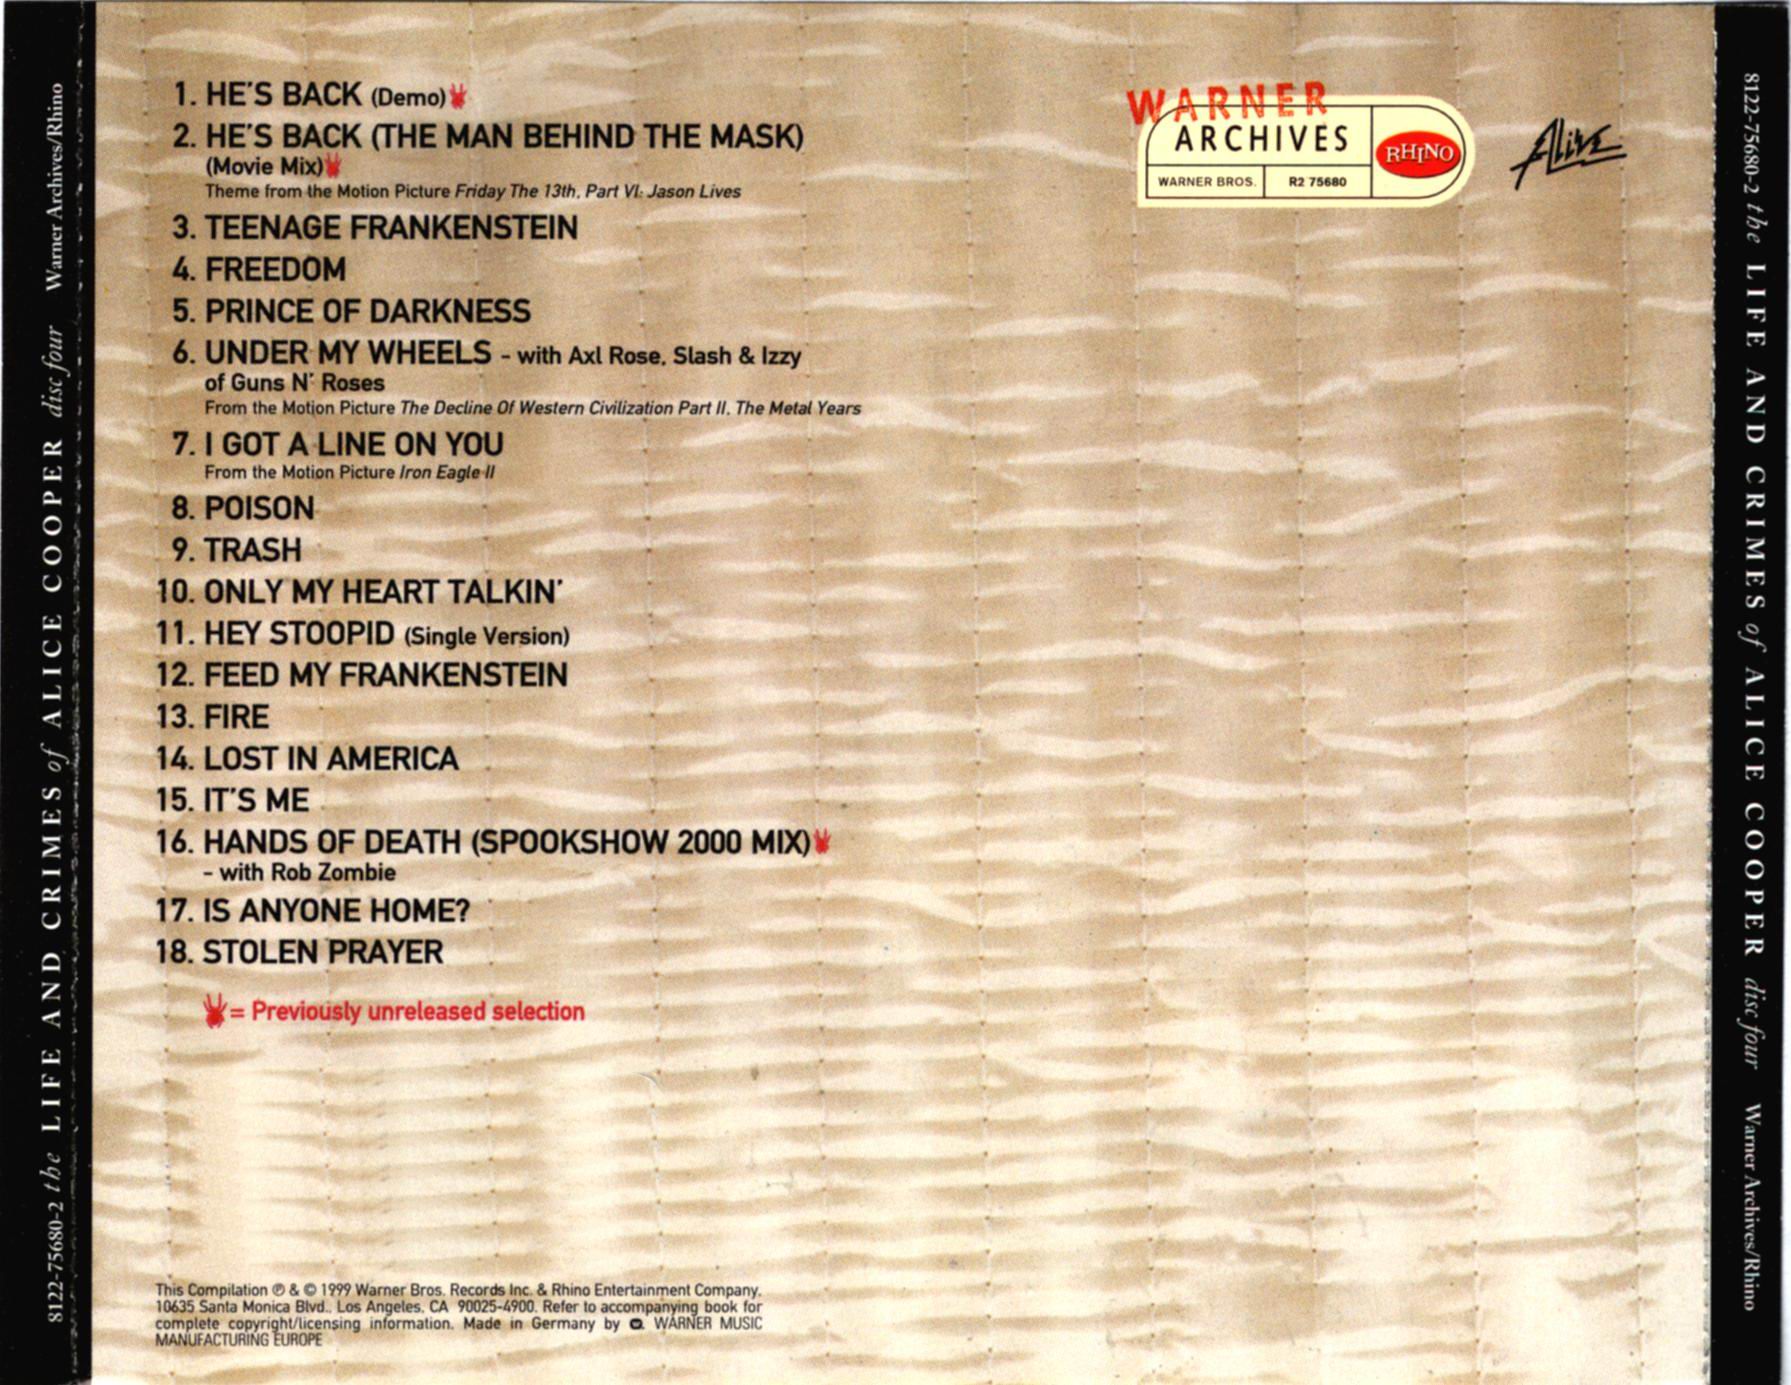 8122-75680-2 the LIFE AND CRIMES of ALICE COOPER disc four Warner Archives/Rhino
1. HE'S BACK (Demo)
2. HE'S BACK (THE MAN BEHIND THE MASK)
(Movie Mix)
Theme from the Motion Picture Friday The 13th, Part VI: Jason Lives
3. TEENAGE FRANKENSTEIN
4. FREEDOM
5. PRINCE OF DARKNESS
6. UNDER MY WHEELS - with Axl Rose, Slash & Izzy
of Guns N' Roses
From the Motion Picture The Decline Of Western Civilization Part II, The Metal Years
7. I GOT A LINE ON YOU
From the Motion Picture Iron Eagle II
8. POISON
9. TRASH
10. ONLY MY HEART TALKIN'
11. HEY STOOPID (Single Version)
12. FEED MY FRANKENSTEIN
13. FIRE
14. LOST IN AMERICA
15. IT'S ME
16. HANDS OF DEATH (SPOOKSHOW 2000 MIX)
- with Rob Zombie
17. IS ANYONE HOME?
18. STOLEN PRAYER
= Previously unreleased selection
WARNER
ARCHIVES
RHINO
WARNER BROS. R2 75680
Alive
This Compilation ℗ & © 1999 Warner Bros. Records Inc. & Rhino Entertainment Company,
10635 Santa Monica Blvd., Los Angeles, CA 90025-4900. Refer to accompanying book for
complete copyright/licensing information. Made in Germany by WARNER MUSIC
MANUFACTURING EUROPE
8122-75680-2 the LIFE AND CRIMES of ALICE COOPER disc four Warner Archives/Rhino